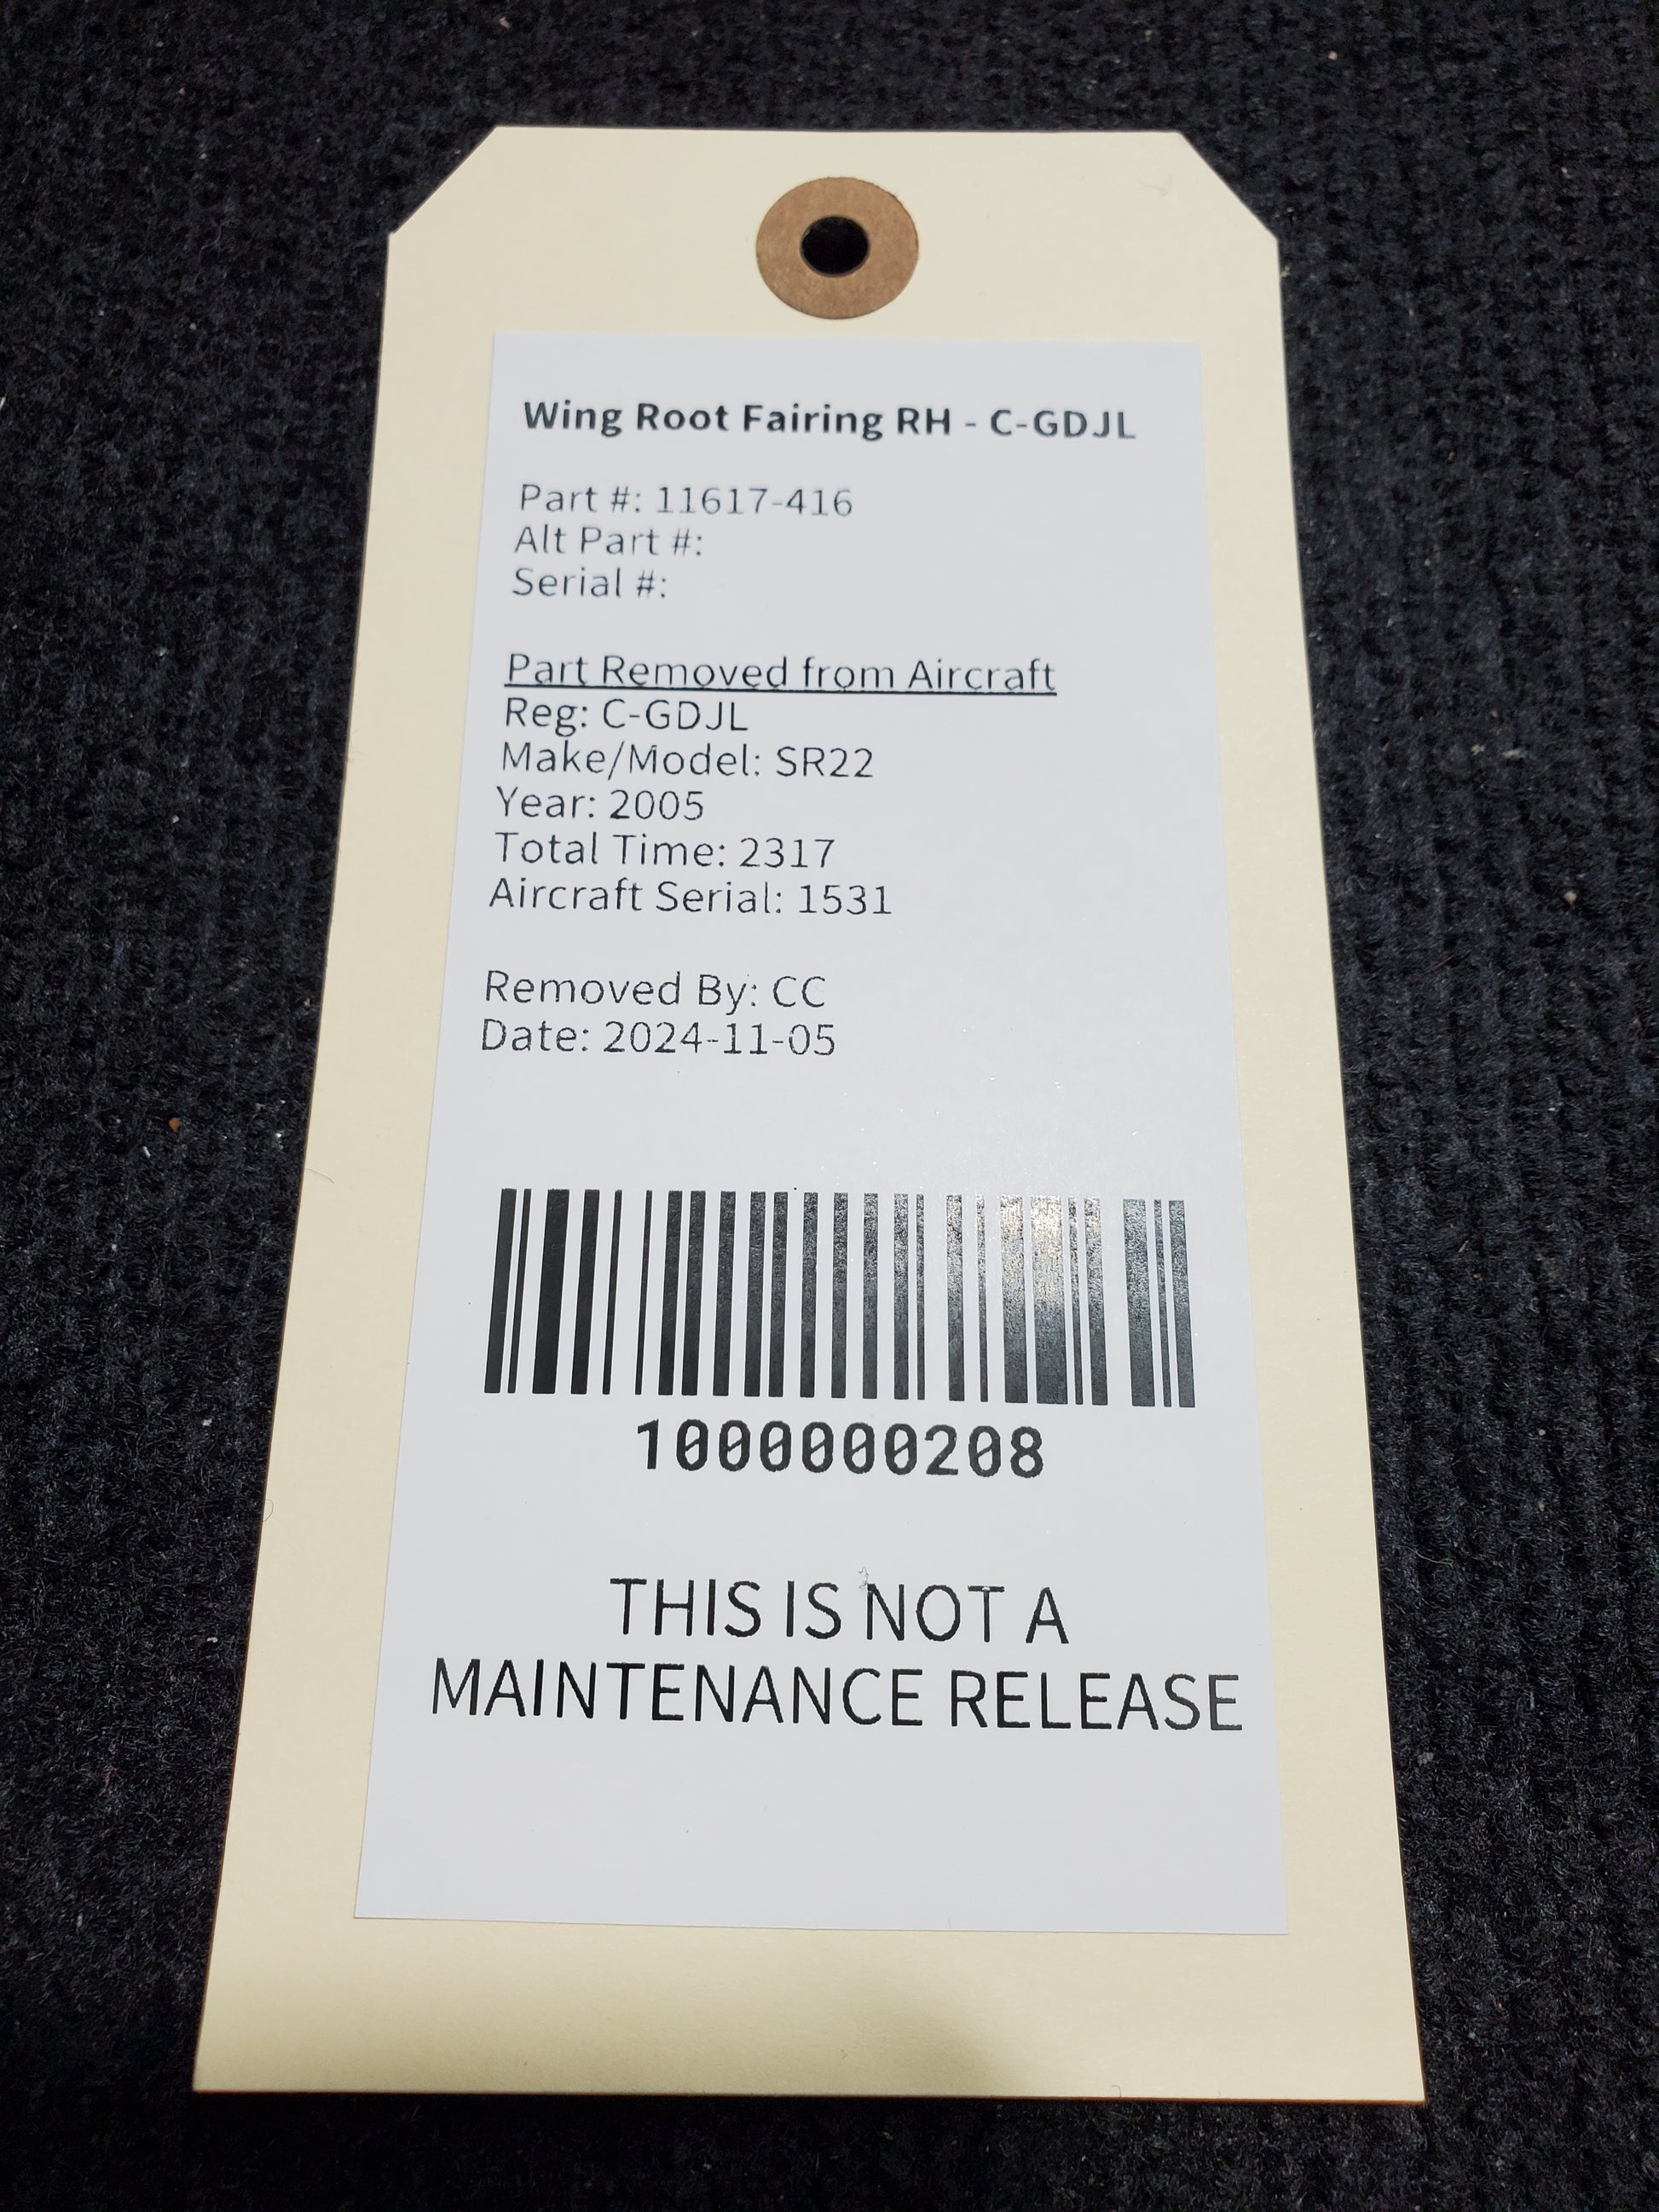 Wing Root Fairing RH - C-GDJL
Part #: 11617-416
Alt Part #:
Serial #:
Part Removed from Aircraft
Reg: C-GDJL
Make/Model: SR22
Year: 2005
Total Time: 2317
Aircraft Serial: 1531
Removed By: CC
Date: 2024-11-05
1000000208
THIS IS NOT A
MAINTENANCE RELEASE